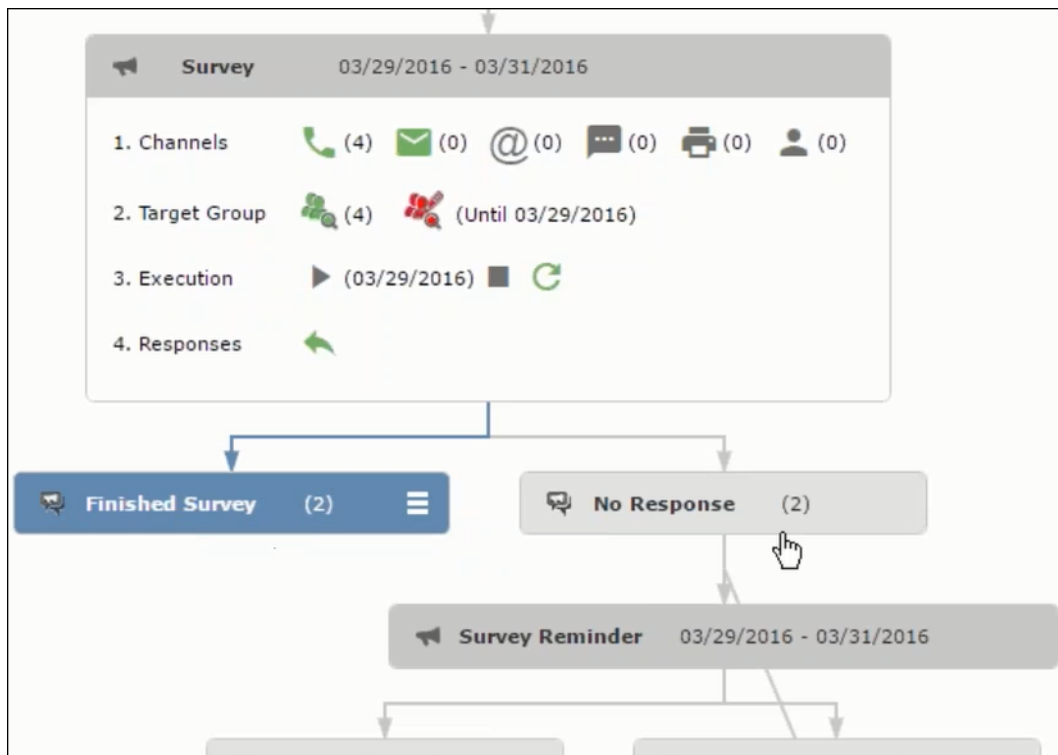 Survey 03/29/2016 - 03/31/2016
1. Channels (4) (0) @ (0) (0) (0) (0)
2. Target Group (4) (Until 03/29/2016)
3. Execution (03/29/2016)
4. Responses
Finished Survey (2)
No Response (2)
Survey Reminder 03/29/2016 - 03/31/2016